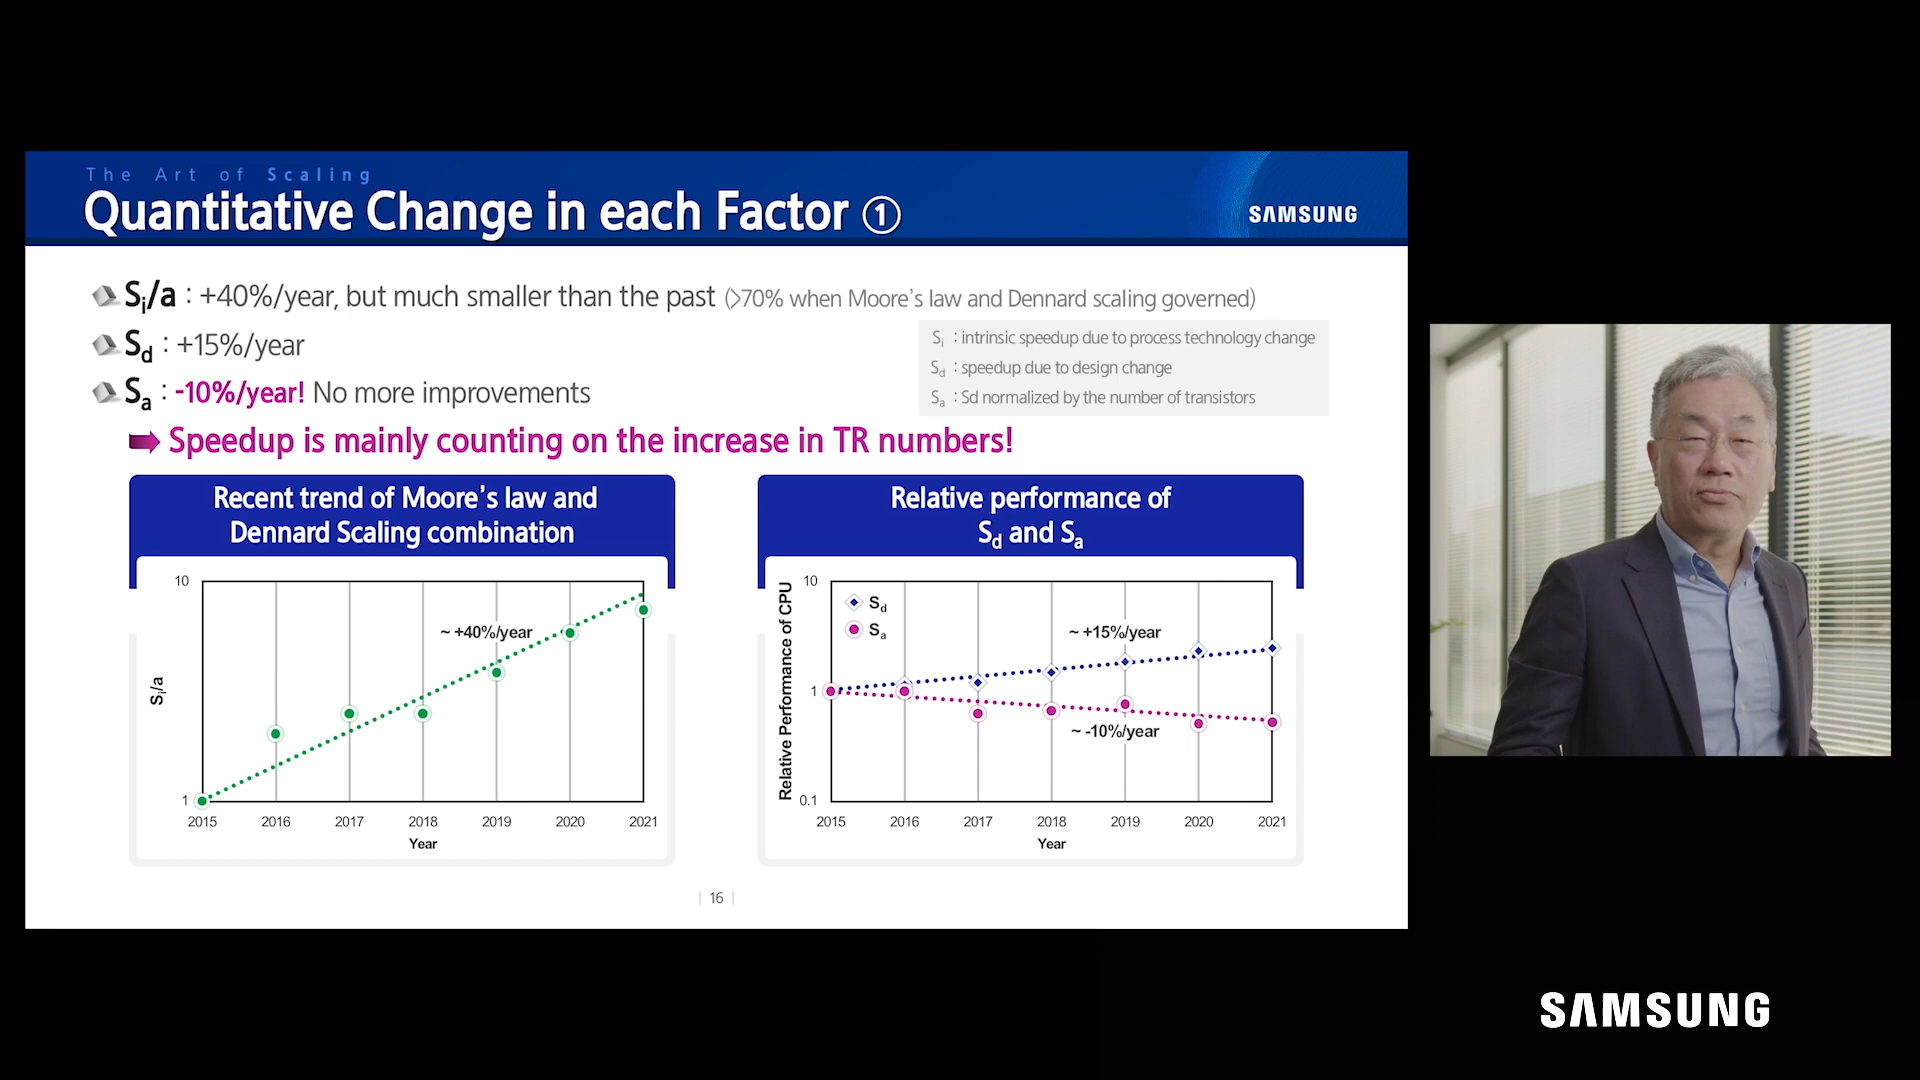 The Art of Scaling
Quantitative Change in each Factor ①
SAMSUNG
Si/a : +40%/year, but much smaller than the past (>70% when Moore's law and Dennard scaling governed)
Sd : +15%/year
Sa : -10%/year! No more improvements
Si : intrinsic speedup due to process technology change
Sd : speedup due to design change
Sa : Sd normalized by the number of transistors
Speedup is mainly counting on the increase in TR numbers!
Recent trend of Moore's law and
Dennard Scaling combination
10
~ +40%/year
Si/a
1
2015 2016 2017 2018 2019 2020 2021
Year
Relative performance of
Sd and Sa
10
Sd
Sa
~ +15%/year
Relative Performance of CPU
1
~ -10%/year
0.1
2015 2016 2017 2018 2019 2020 2021
Year
| 16 |
SAMSUNG